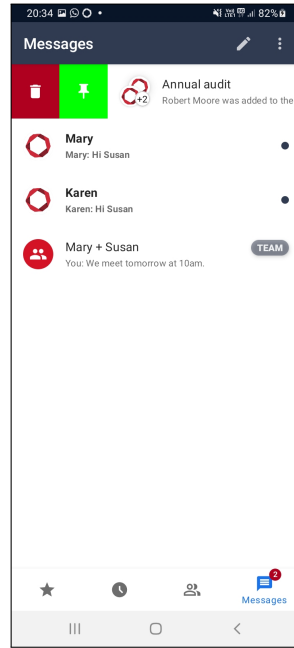 20:34 82%
Messages
Annual audit
+2
Robert Moore was added to the
Mary
Mary: Hi Susan
Karen
Karen: Hi Susan
Mary + Susan
TEAM
You: We meet tomorrow at 10am.
2
Messages